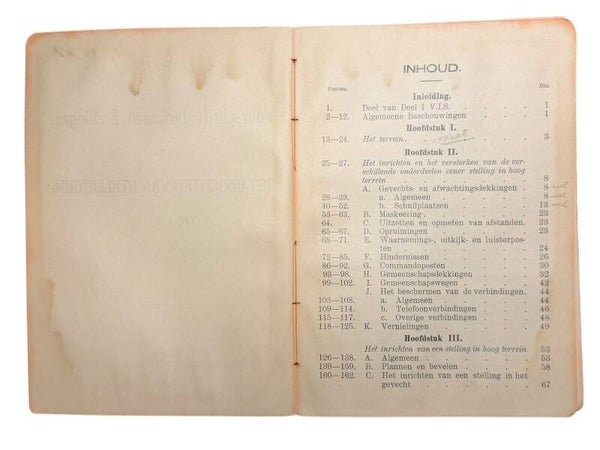 INHOUD.
Punten. Blz.
Inleiding.
1. Doel van Deel I V.I.S. . . . . 1
2—12. Algemeene Beschouwingen . . . . 1
Hoofdstuk I.
13—24. Het terrein . . . . 3
Hoofdstuk II.
25—27. Het inrichten en het versterken van de ver-
schillende onderdeelen eener stelling in hoog
terrein . . . . 8
A. Gevechts- en afwachtingsdekkingen . 8
28—39. a. Algemeen . . . . 8
40—52. b. Schuilplaatsen . . . . 13
53—63. B. Maskeering . . . . 23
64. C. Uitzetten en opmeten van afstanden. 23
65—67. D. Opruimingen . . . . 23
68—71. E. Waarnemings-, uitkijk- en luisterpos-
ten . . . . 24
72—85. F. Hindernissen . . . . 26
86—92. G. Commandoposten . . . . 30
93—98. H. Gemeenschapsdekkingen . . . . 32
99—102. I. Gemeenschapswegen . . . . 42
J. Het beschermen van de verbindingen. 44
103—108. a. Algemeen . . . . 44
109—114. b. Telefoonverbindingen . . . . 46
115—117. c. Overige verbindingen . . . . 48
118—125. K. Vernielingen . . . . 49
Hoofdstuk III.
Het inrichten van een stelling in hoog terrein 53
126—138. A. Algemeen . . . . 53
139—159. B. Plannen en bevelen . . . . 58
160—162. C. Het inrichten van een stelling in het
gevecht . . . . 67